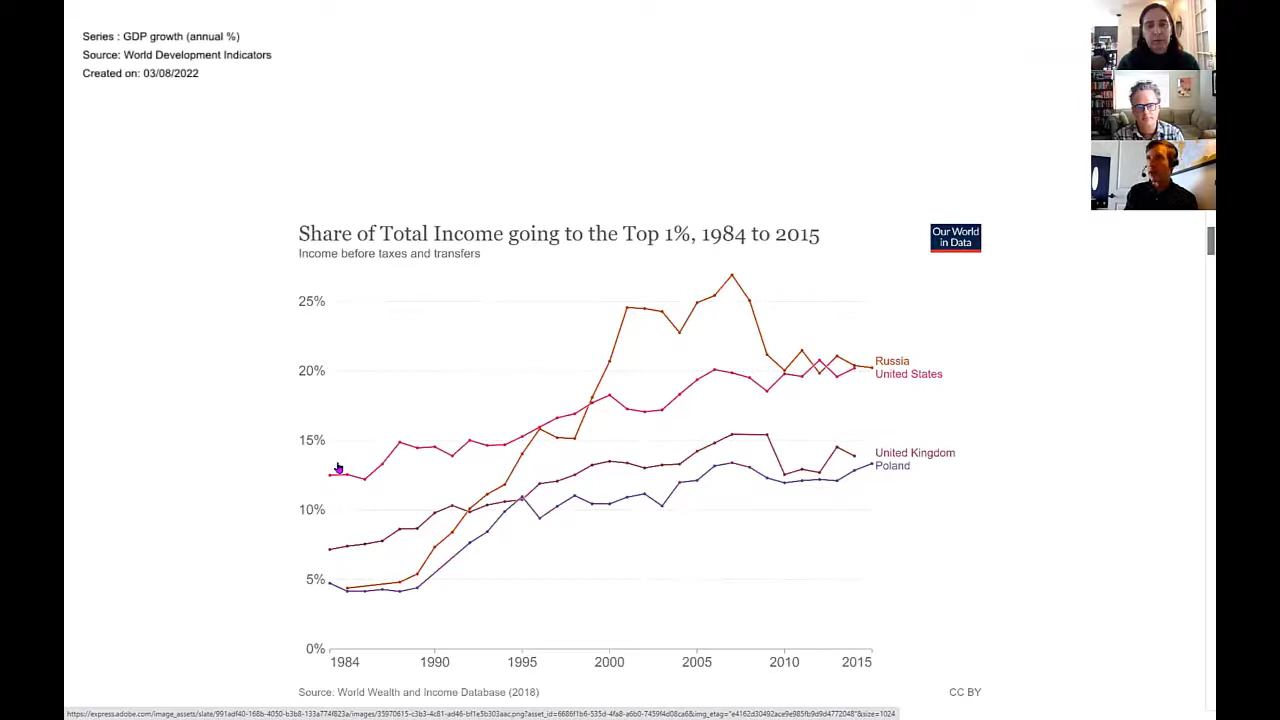 Series : GDP growth (annual %)
Source: World Development Indicators
Created on: 03/08/2022
Share of Total Income going to the Top 1%, 1984 to 2015
Income before taxes and transfers
Our World
in Data
25%
20%
15%
10%
5%
0%
Russia
United States
United Kingdom
Poland
1984 1990 1995 2000 2005 2010 2015
Source: World Wealth and Income Database (2018)
CC BY